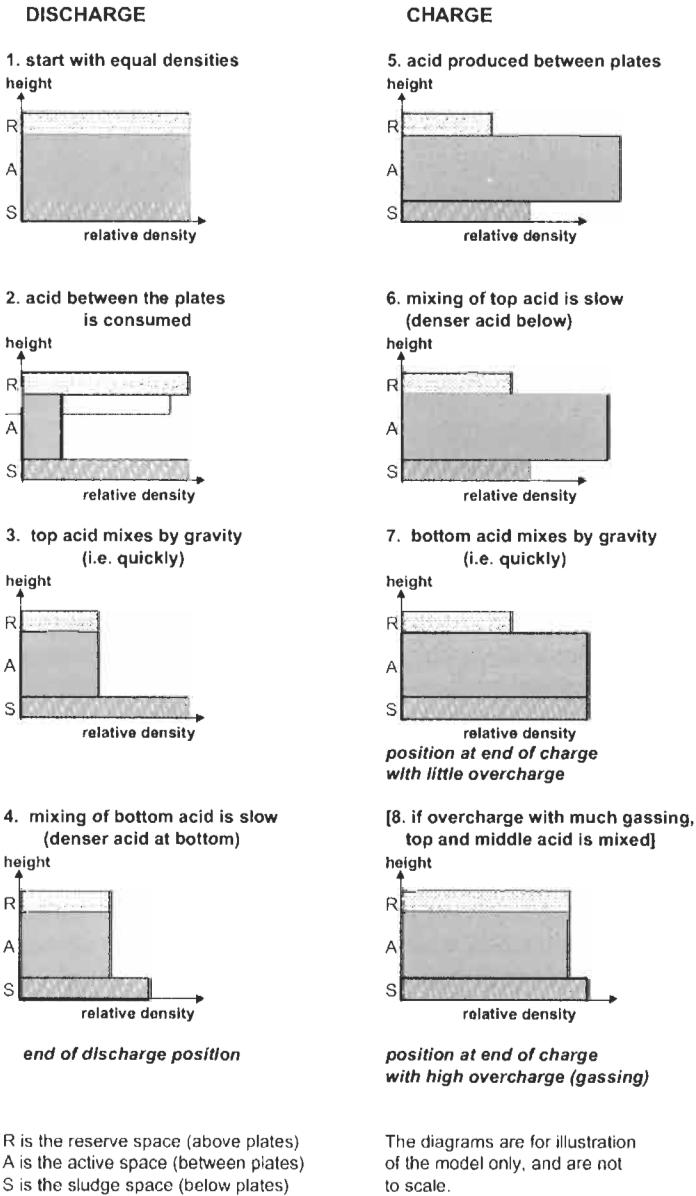 DISCHARGE
1. start with equal densities
height
R
A
S
relative density
2. acid between the plates
is consumed
height
R
A
S
relative density
3. top acid mixes by gravity
(i.e. quickly)
height
R
A
S
relative density
4. mixing of bottom acid is slow
(denser acid at bottom)
height
R
A
S
relative density
end of discharge position
R is the reserve space (above plates)
A is the active space (between plates)
S is the sludge space (below plates)
CHARGE
5. acid produced between plates
height
R
A
S
relative density
6. mixing of top acid is slow
(denser acid below)
height
R
A
S
relative density
7. bottom acid mixes by gravity
(i.e. quickly)
height
R
A
S
relative density
position at end of charge
with little overcharge
[8. if overcharge with much gassing,
top and middle acid is mixed]
height
R
A
S
relative density
position at end of charge
with high overcharge (gassing)
The diagrams are for illustration
of the model only, and are not
to scale.